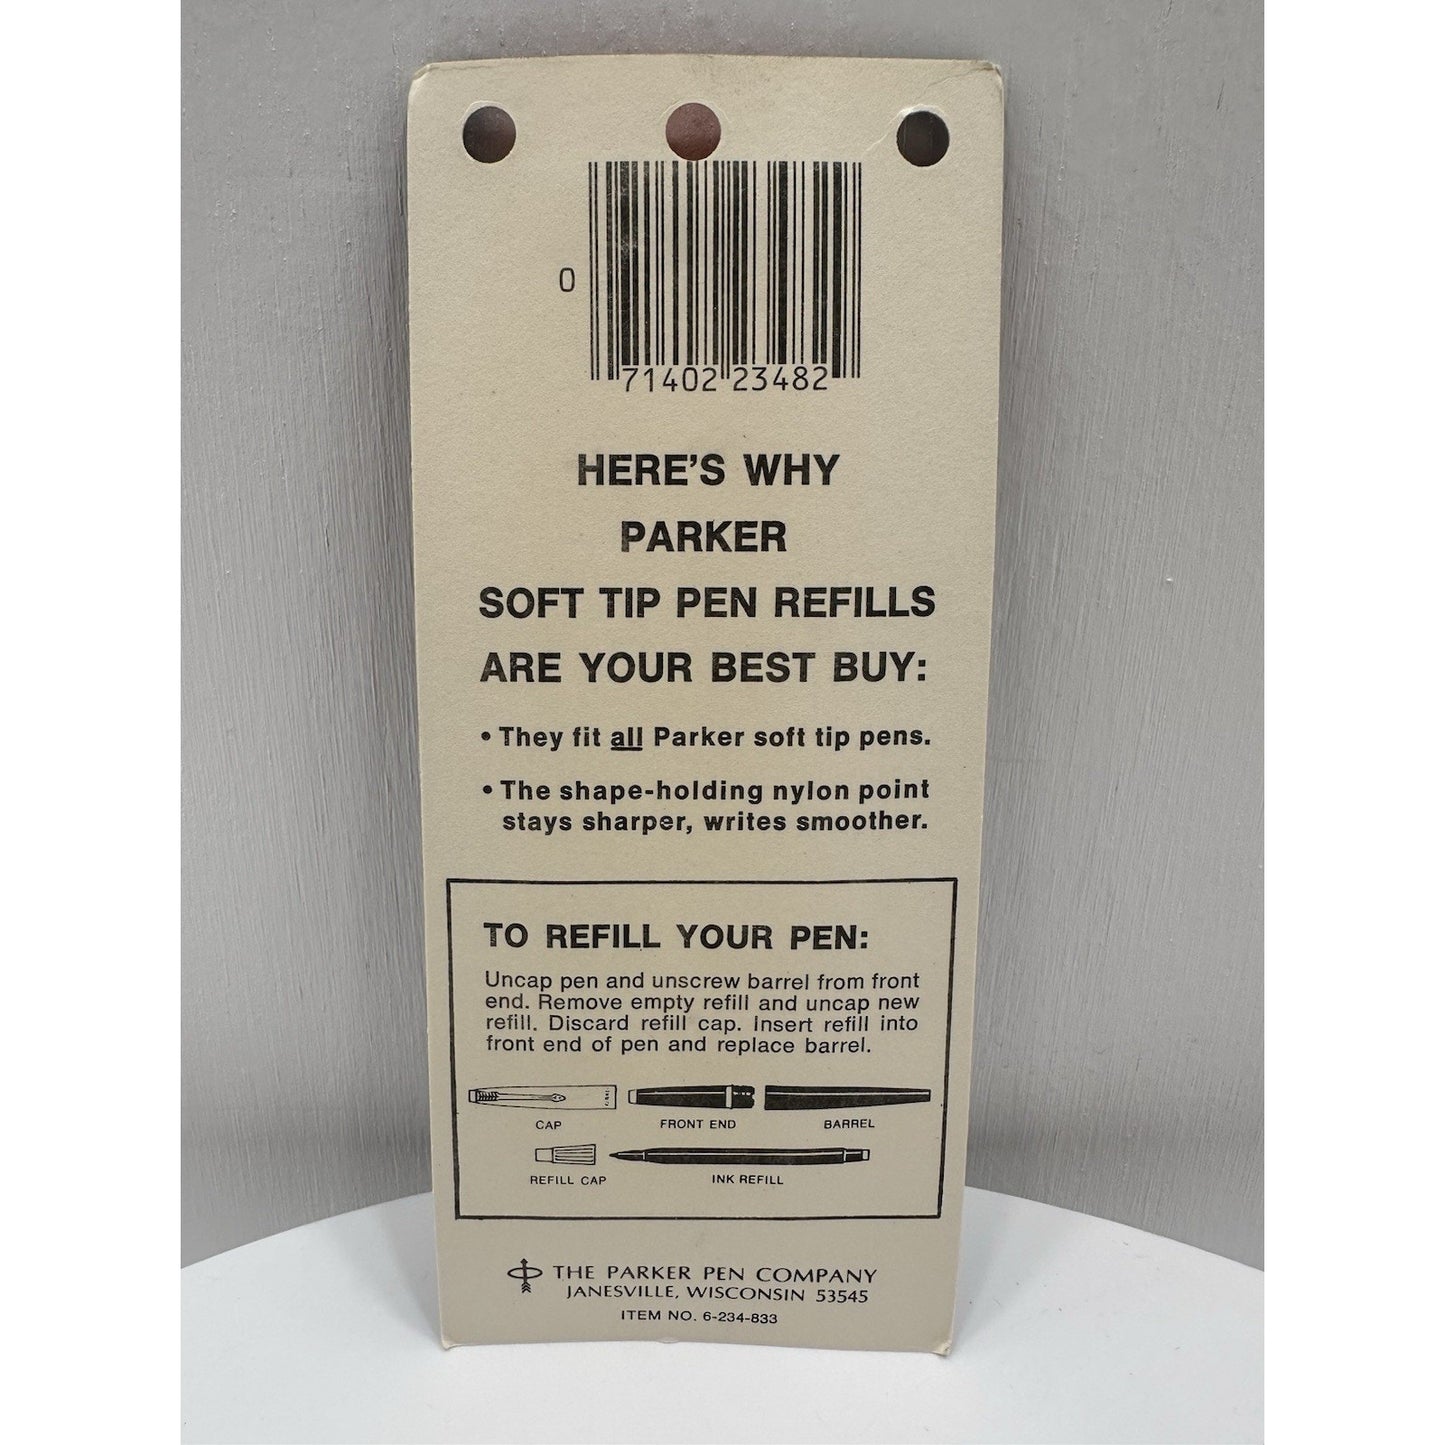 0
71402 23482
HERE'S WHY
PARKER
SOFT TIP PEN REFILLS
ARE YOUR BEST BUY:
• They fit all Parker soft tip pens.
• The shape-holding nylon point
stays sharper, writes smoother.
TO REFILL YOUR PEN:
Uncap pen and unscrew barrel from front
end. Remove empty refill and uncap new
refill. Discard refill cap. Insert refill into
front end of pen and replace barrel.
CAP FRONT END BARREL
REFILL CAP INK REFILL
THE PARKER PEN COMPANY
JANESVILLE, WISCONSIN 53545
ITEM NO. 6-234-833